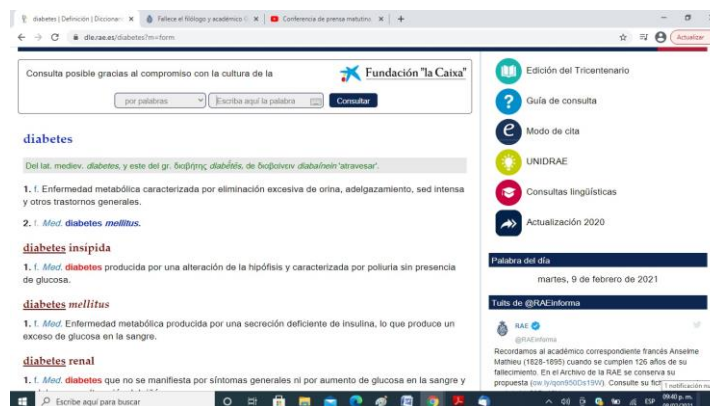 diabetes | Definición | Diccionar
Fallece el filólogo y académico
Conferencia de prensa matutina
dle.rae.es/diabetes?m=form
Actualizar
Consulta posible gracias al compromiso con la cultura de la
Fundación "la Caixa"
por palabras
Escriba aquí la palabra
Consultar
diabetes
Del lat. mediev. diabetes, y este del gr. διαβήτης diabḗtēs, de διαβαίνειν diabaínein 'atravesar'.
1. f. Enfermedad metabólica caracterizada por eliminación excesiva de orina, adelgazamiento, sed intensa
y otros trastornos generales.
2. f. Med. diabetes mellitus.
diabetes insípida
1. f. Med. diabetes producida por una alteración de la hipófisis y caracterizada por poliuria sin presencia
de glucosa.
diabetes mellitus
1. f. Med. Enfermedad metabólica producida por una secreción deficiente de insulina, lo que produce un
exceso de glucosa en la sangre.
diabetes renal
1. f. Med. diabetes que no se manifiesta por síntomas generales ni por aumento de glucosa en la sangre y
Edición del Tricentenario
Guía de consulta
Modo de cita
UNIDRAE
Consultas lingüísticas
Actualización 2020
Palabra del día
martes, 9 de febrero de 2021
Tuits de @RAEinforma
RAE
@RAEinforma
Recordamos al académico correspondiente francés Anselme
Mathieu (1828-1895) cuando se cumplen 126 años de su
fallecimiento. En el Archivo de la RAE se conserva su
propuesta (ow.ly/qon950Ds19W). Consulte su fic
1 notificación nu
Escribe aquí para buscar
ESP
09:40 p. m.